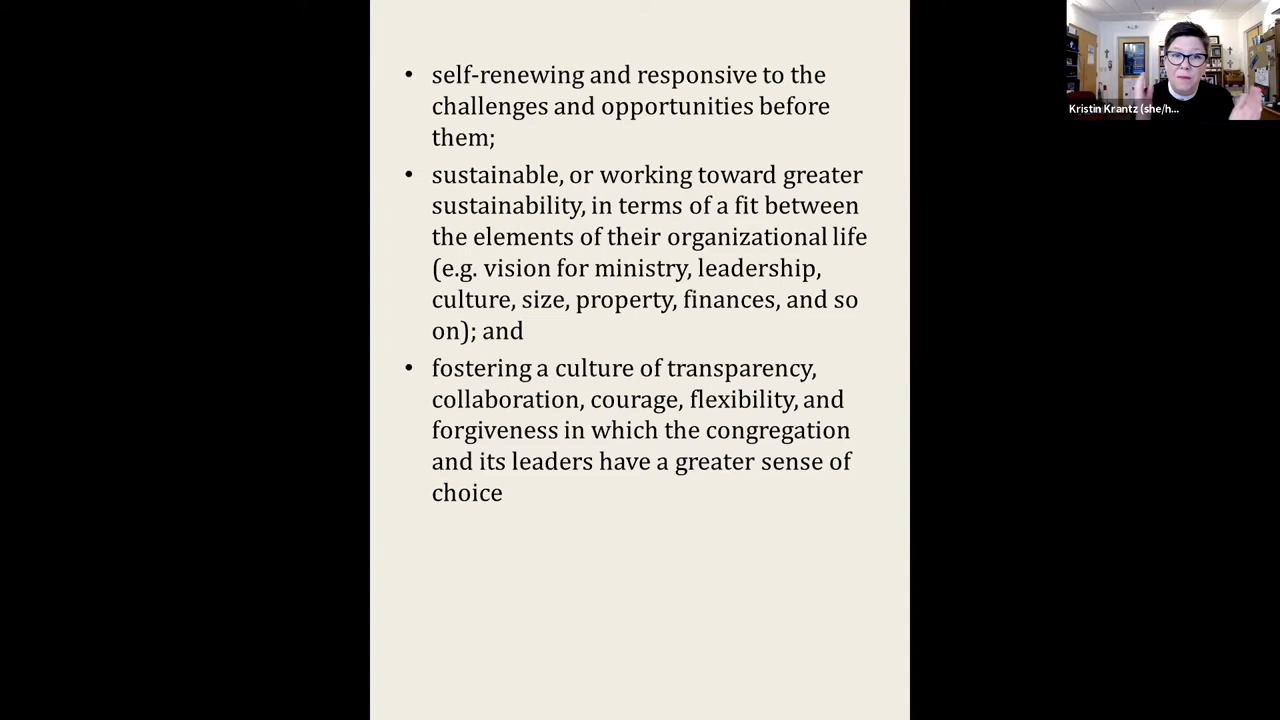 • self-renewing and responsive to the
challenges and opportunities before
them;
• sustainable, or working toward greater
sustainability, in terms of a fit between
the elements of their organizational life
(e.g. vision for ministry, leadership,
culture, size, property, finances, and so
on); and
• fostering a culture of transparency,
collaboration, courage, flexibility, and
forgiveness in which the congregation
and its leaders have a greater sense of
choice
Kristin Krantz (she/h...